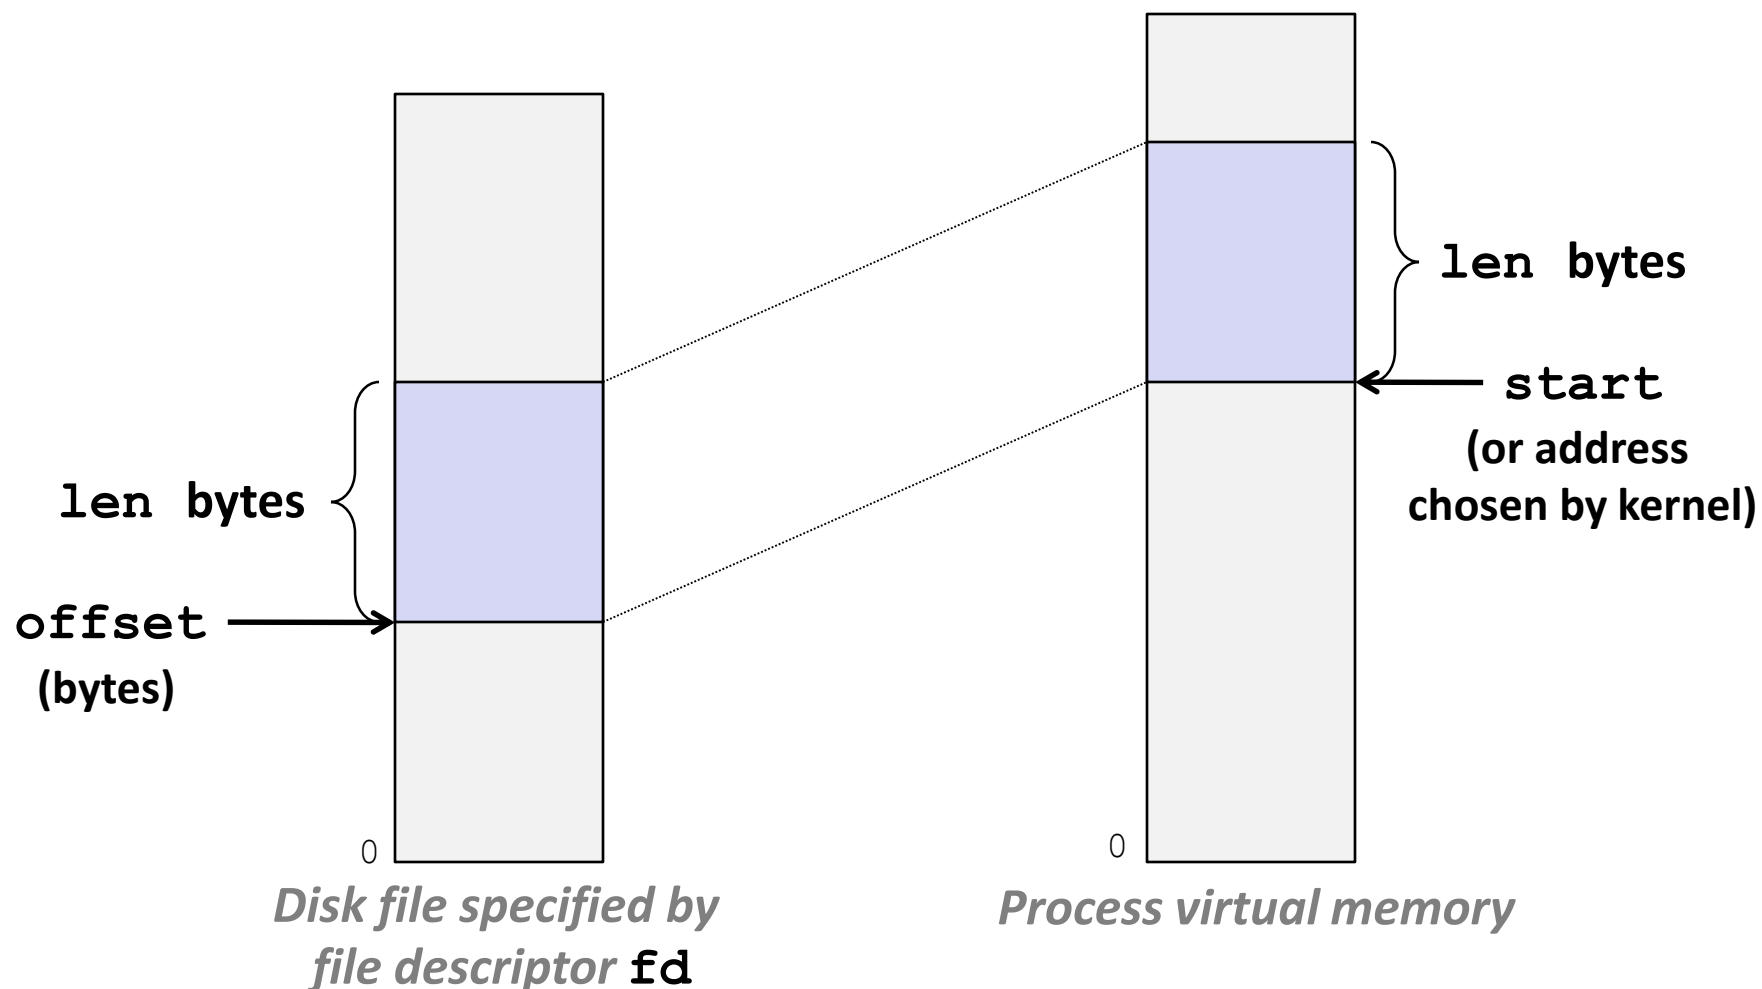 len bytes
start
(or address
chosen by kernel)
len bytes
offset
(bytes)
0
0
Disk file specified by
file descriptor fd
Process virtual memory